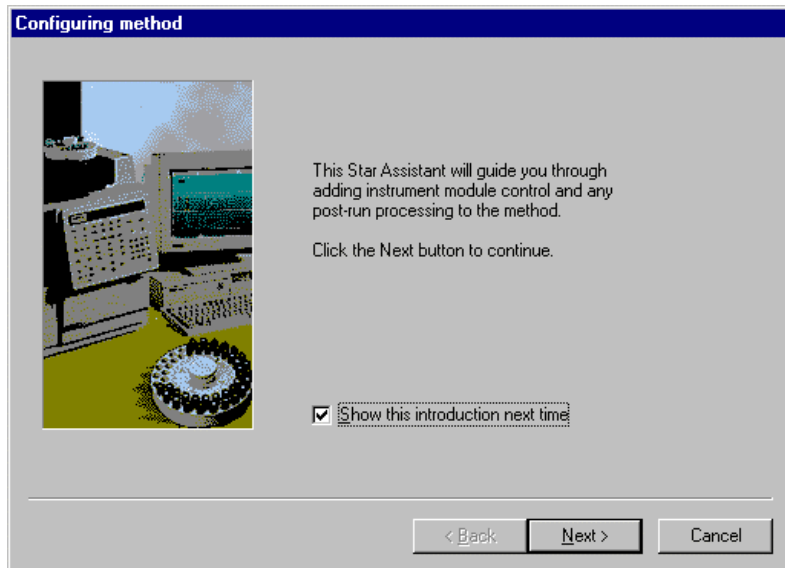 Configuring method
This Star Assistant will guide you through
adding instrument module control and any
post-run processing to the method.
Click the Next button to continue.
Show this introduction next time
< Back
Next >
Cancel